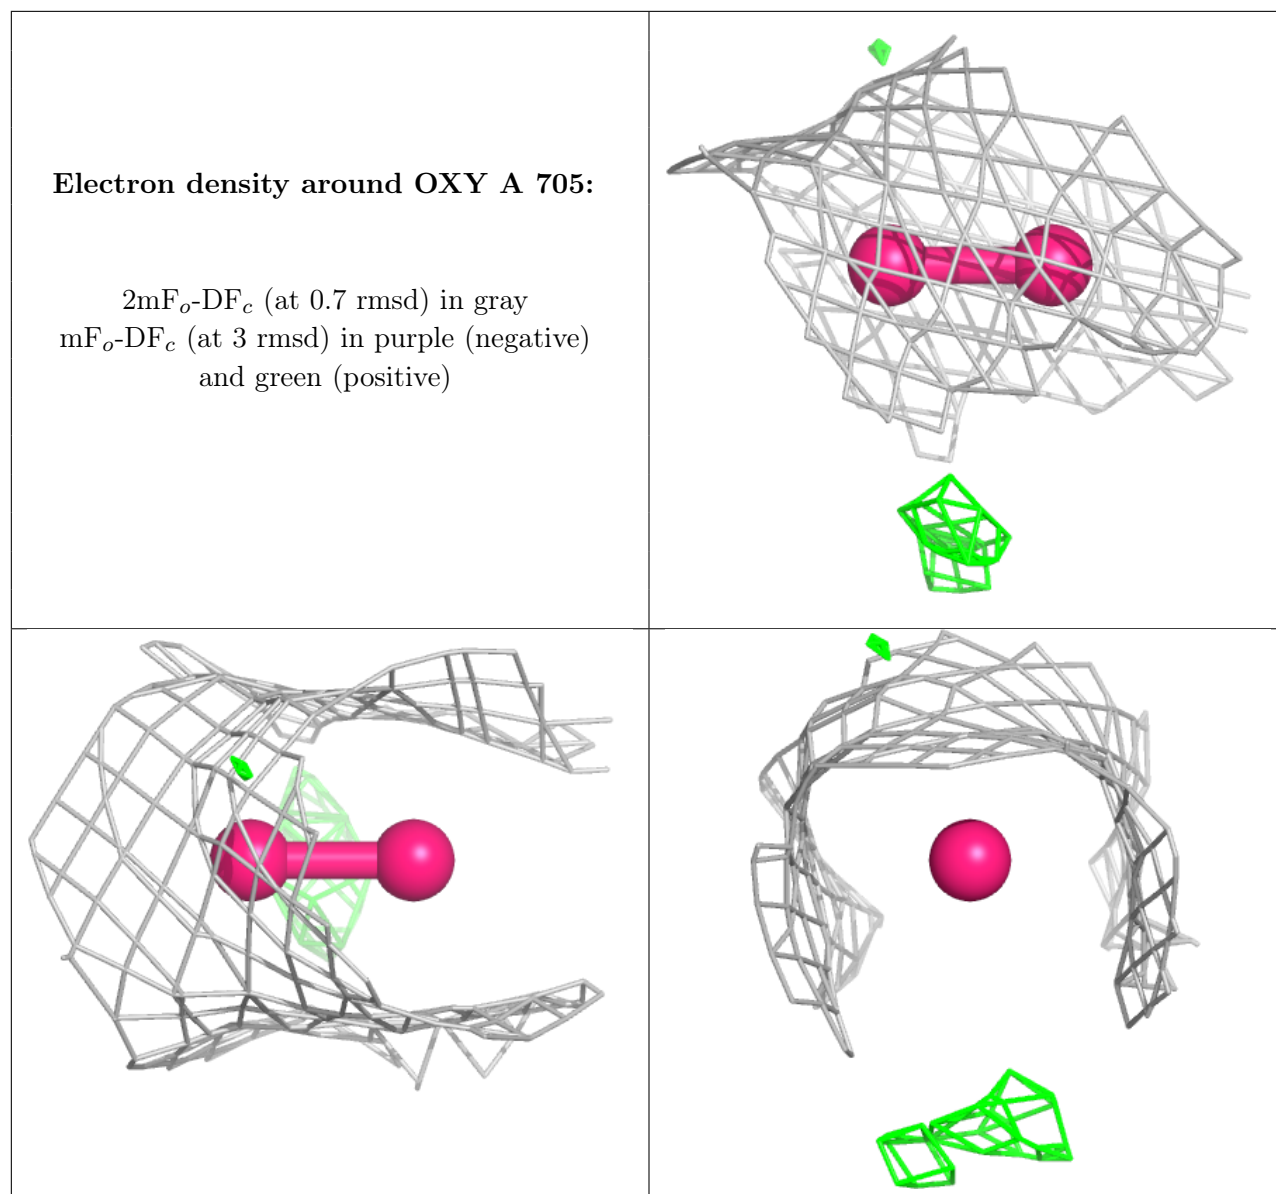 Electron density around OXY A 705:
2mFo-DFc (at 0.7 rmsd) in gray
mFo-DFc (at 3 rmsd) in purple (negative)
and green (positive)